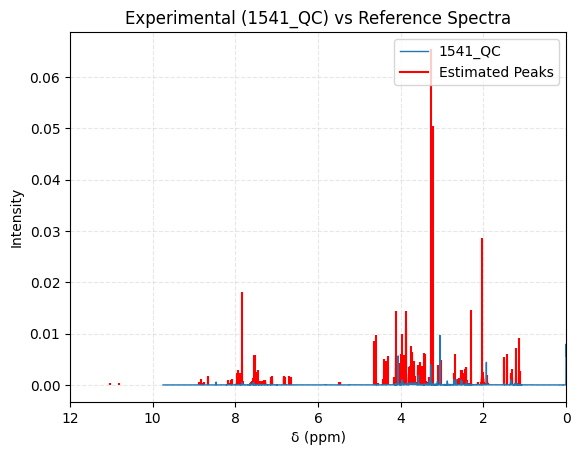 Experimental (1541_QC) vs Reference Spectra
1541_QC
Estimated Peaks
Intensity
0.06
0.05
0.04
0.03
0.02
0.01
0.00
12 10 8 6 4 2 0
δ (ppm)